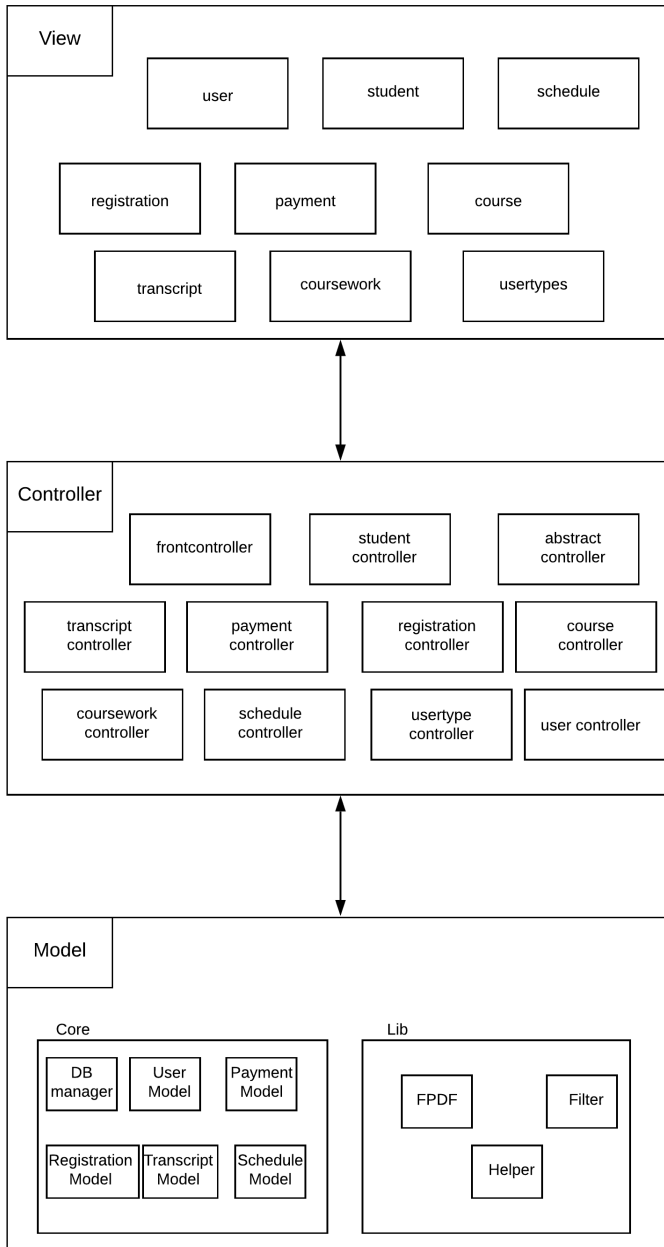 View
user
student
schedule
registration
payment
course
transcript
coursework
usertypes
Controller
frontcontroller
student
controller
abstract
controller
transcript
controller
payment
controller
registration
controller
course
controller
coursework
controller
schedule
controller
usertype
controller
user controller
Model
Core
DB
manager
User
Model
Payment
Model
Registration
Model
Transcript
Model
Schedule
Model
Lib
FPDF
Filter
Helper